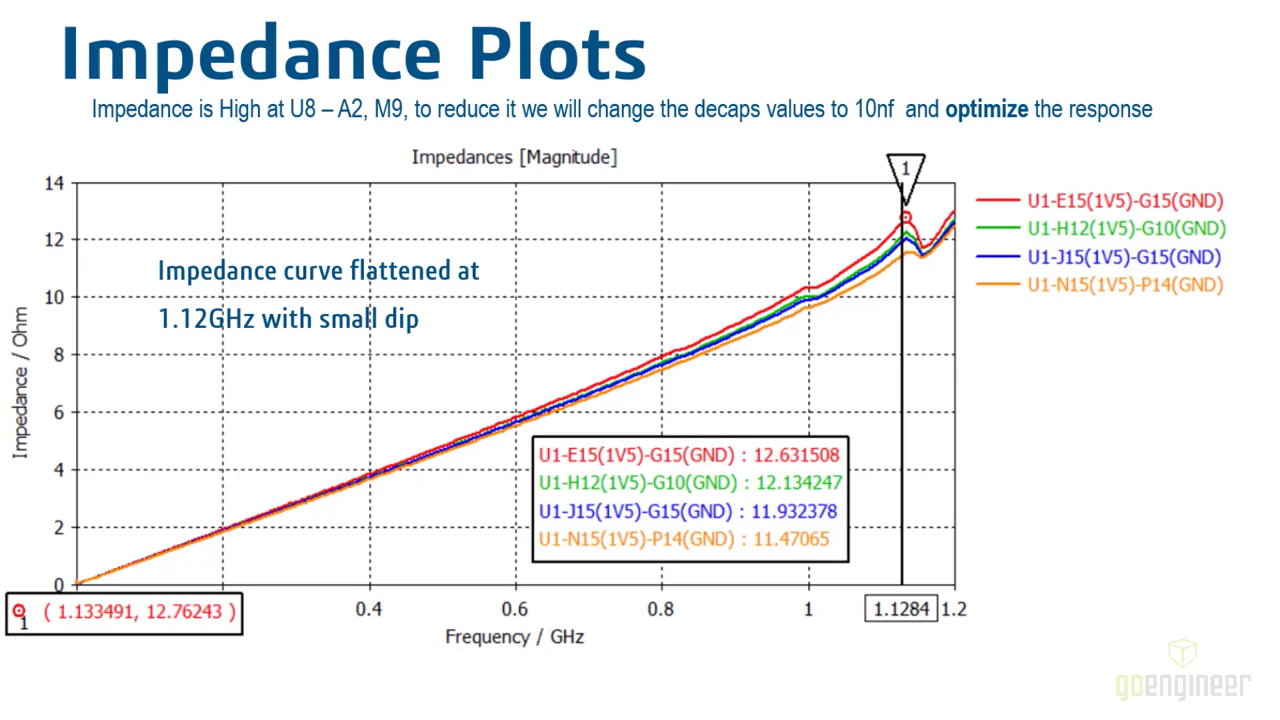 Impedance Plots
Impedance is High at U8 – A2, M9, to reduce it we will change the decaps values to 10nf and optimize the response
Impedances [Magnitude]
1
14
12
10
8
6
4
2
0
Impedance / Ohm
Impedance curve flattened at
1.12GHz with small dip
U1-E15(1V5)-G15(GND)
U1-H12(1V5)-G10(GND)
U1-J15(1V5)-G15(GND)
U1-N15(1V5)-P14(GND)
U1-E15(1V5)-G15(GND) : 12.631508
U1-H12(1V5)-G10(GND) : 12.134247
U1-J15(1V5)-G15(GND) : 11.932378
U1-N15(1V5)-P14(GND) : 11.47065
1 ( 1.133491, 12.76243 )
0.4 0.6 0.8 1 1.1284 1.2
Frequency / GHz
goengineer